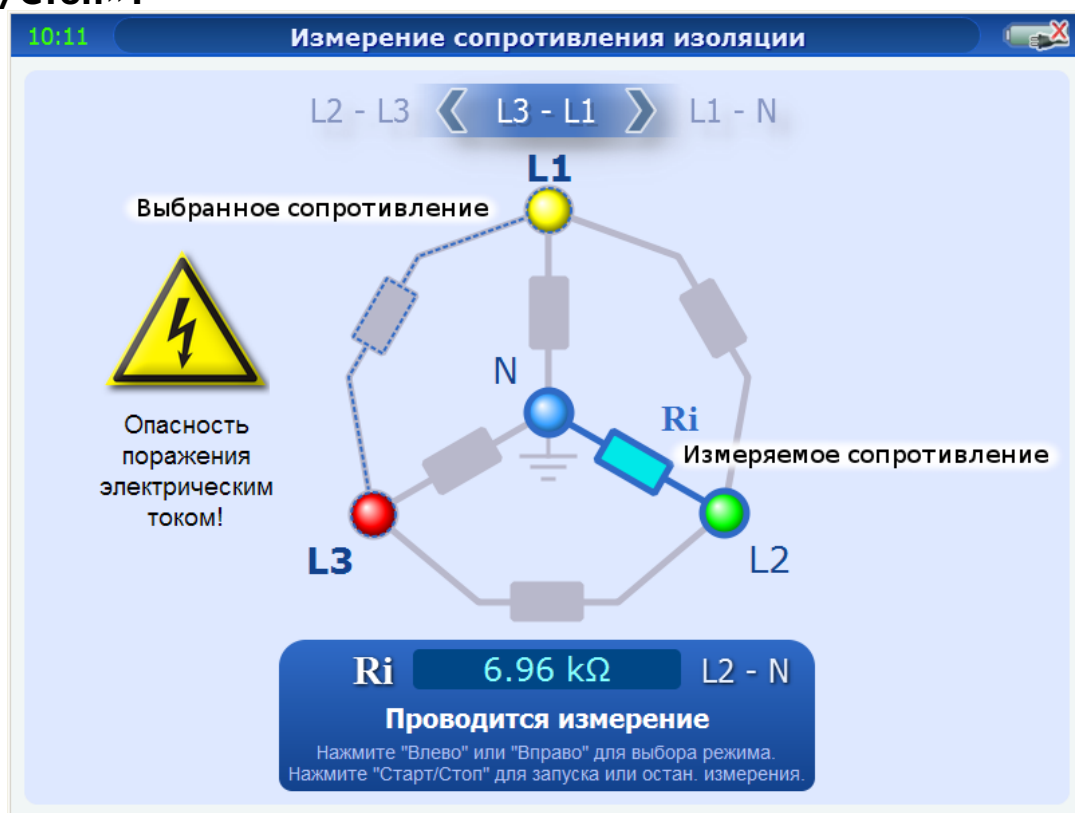 /Стоп».
10:11 Измерение сопротивления изоляции
L2 - L3 L3 - L1 L1 - N
L1
Выбранное сопротивление
N
Ri
Измеряемое сопротивление
Опасность
поражения
электрическим
током!
L3
L2
Ri 6.96 kΩ L2 - N
Проводится измерение
Нажмите "Влево" или "Вправо" для выбора режима.
Нажмите "Старт/Стоп" для запуска или остан. измерения.